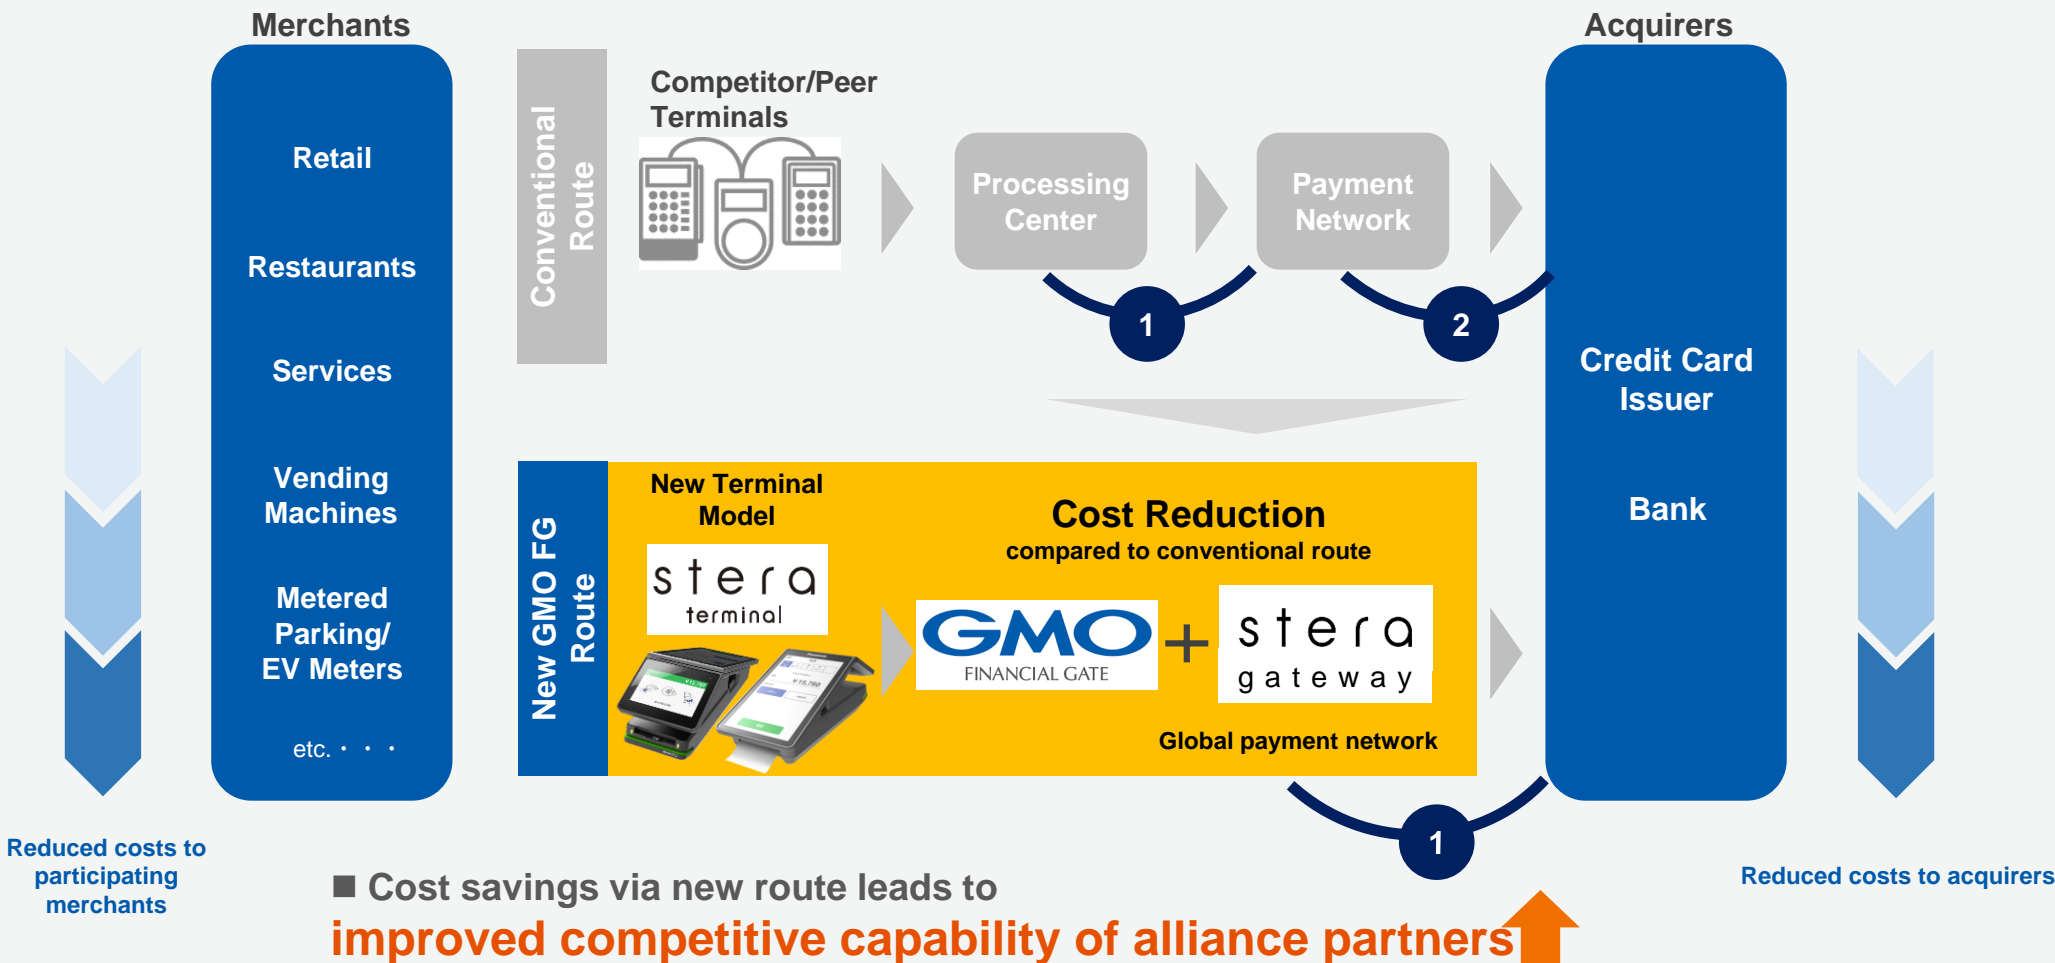 Merchants
Retail
Restaurants
Services
Vending
Machines
Metered
Parking/
EV Meters
etc.・・・
Reduced costs to
participating
merchants
Conventional
Route
Competitor/Peer
Terminals
Processing
Center
Payment
Network
1
2
New GMO FG
Route
New Terminal
Model
stera
terminal
Cost Reduction
compared to conventional route
GMO
FINANCIAL GATE
+
stera
gateway
Global payment network
1
Acquirers
Credit Card
Issuer
Bank
Reduced costs to acquirers
■ Cost savings via new route leads to
improved competitive capability of alliance partners